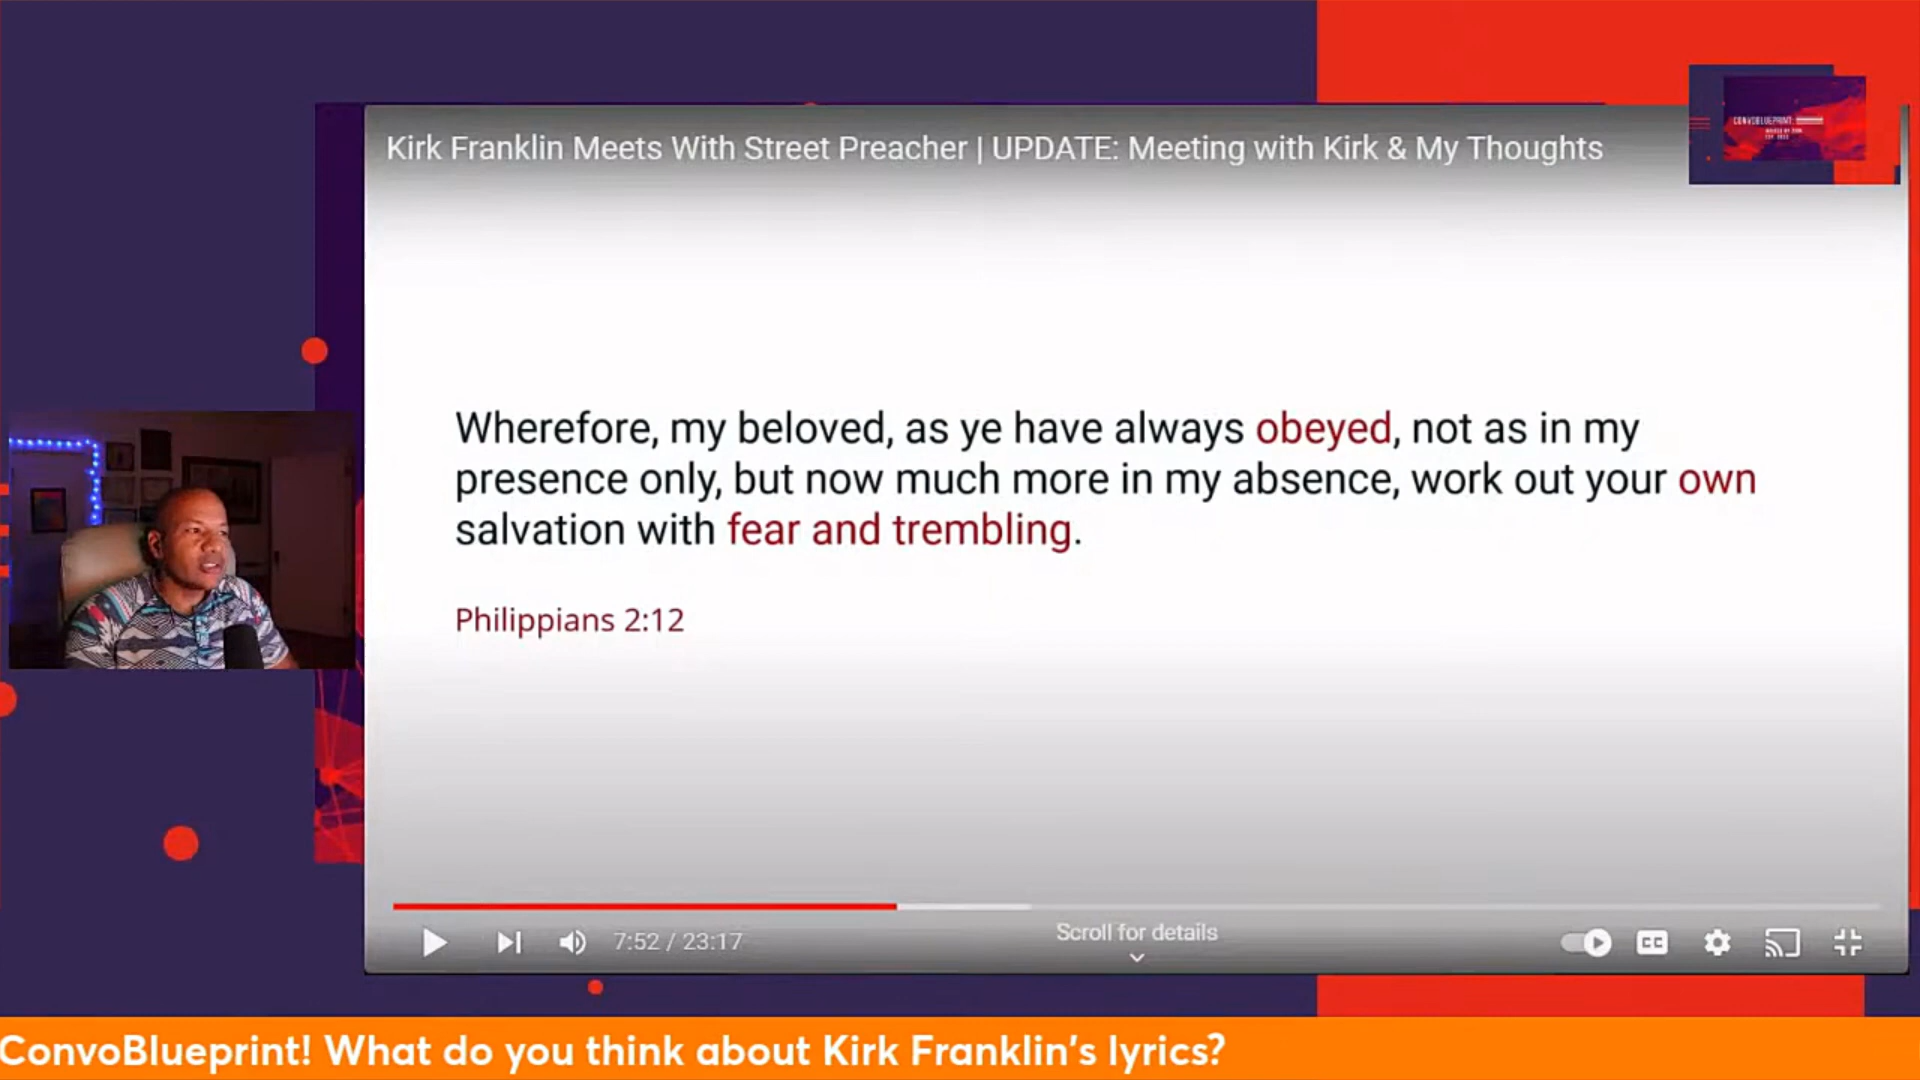 Kirk Franklin Meets With Street Preacher | UPDATE: Meeting with Kirk & My Thoughts
CONVOBLUEPRINT
Wherefore, my beloved, as ye have always obeyed, not as in my
presence only, but now much more in my absence, work out your own
salvation with fear and trembling.
Philippians 2:12
7:52 / 23:17
Scroll for details
CC
ConvoBlueprint! What do you think about Kirk Franklin's lyrics?